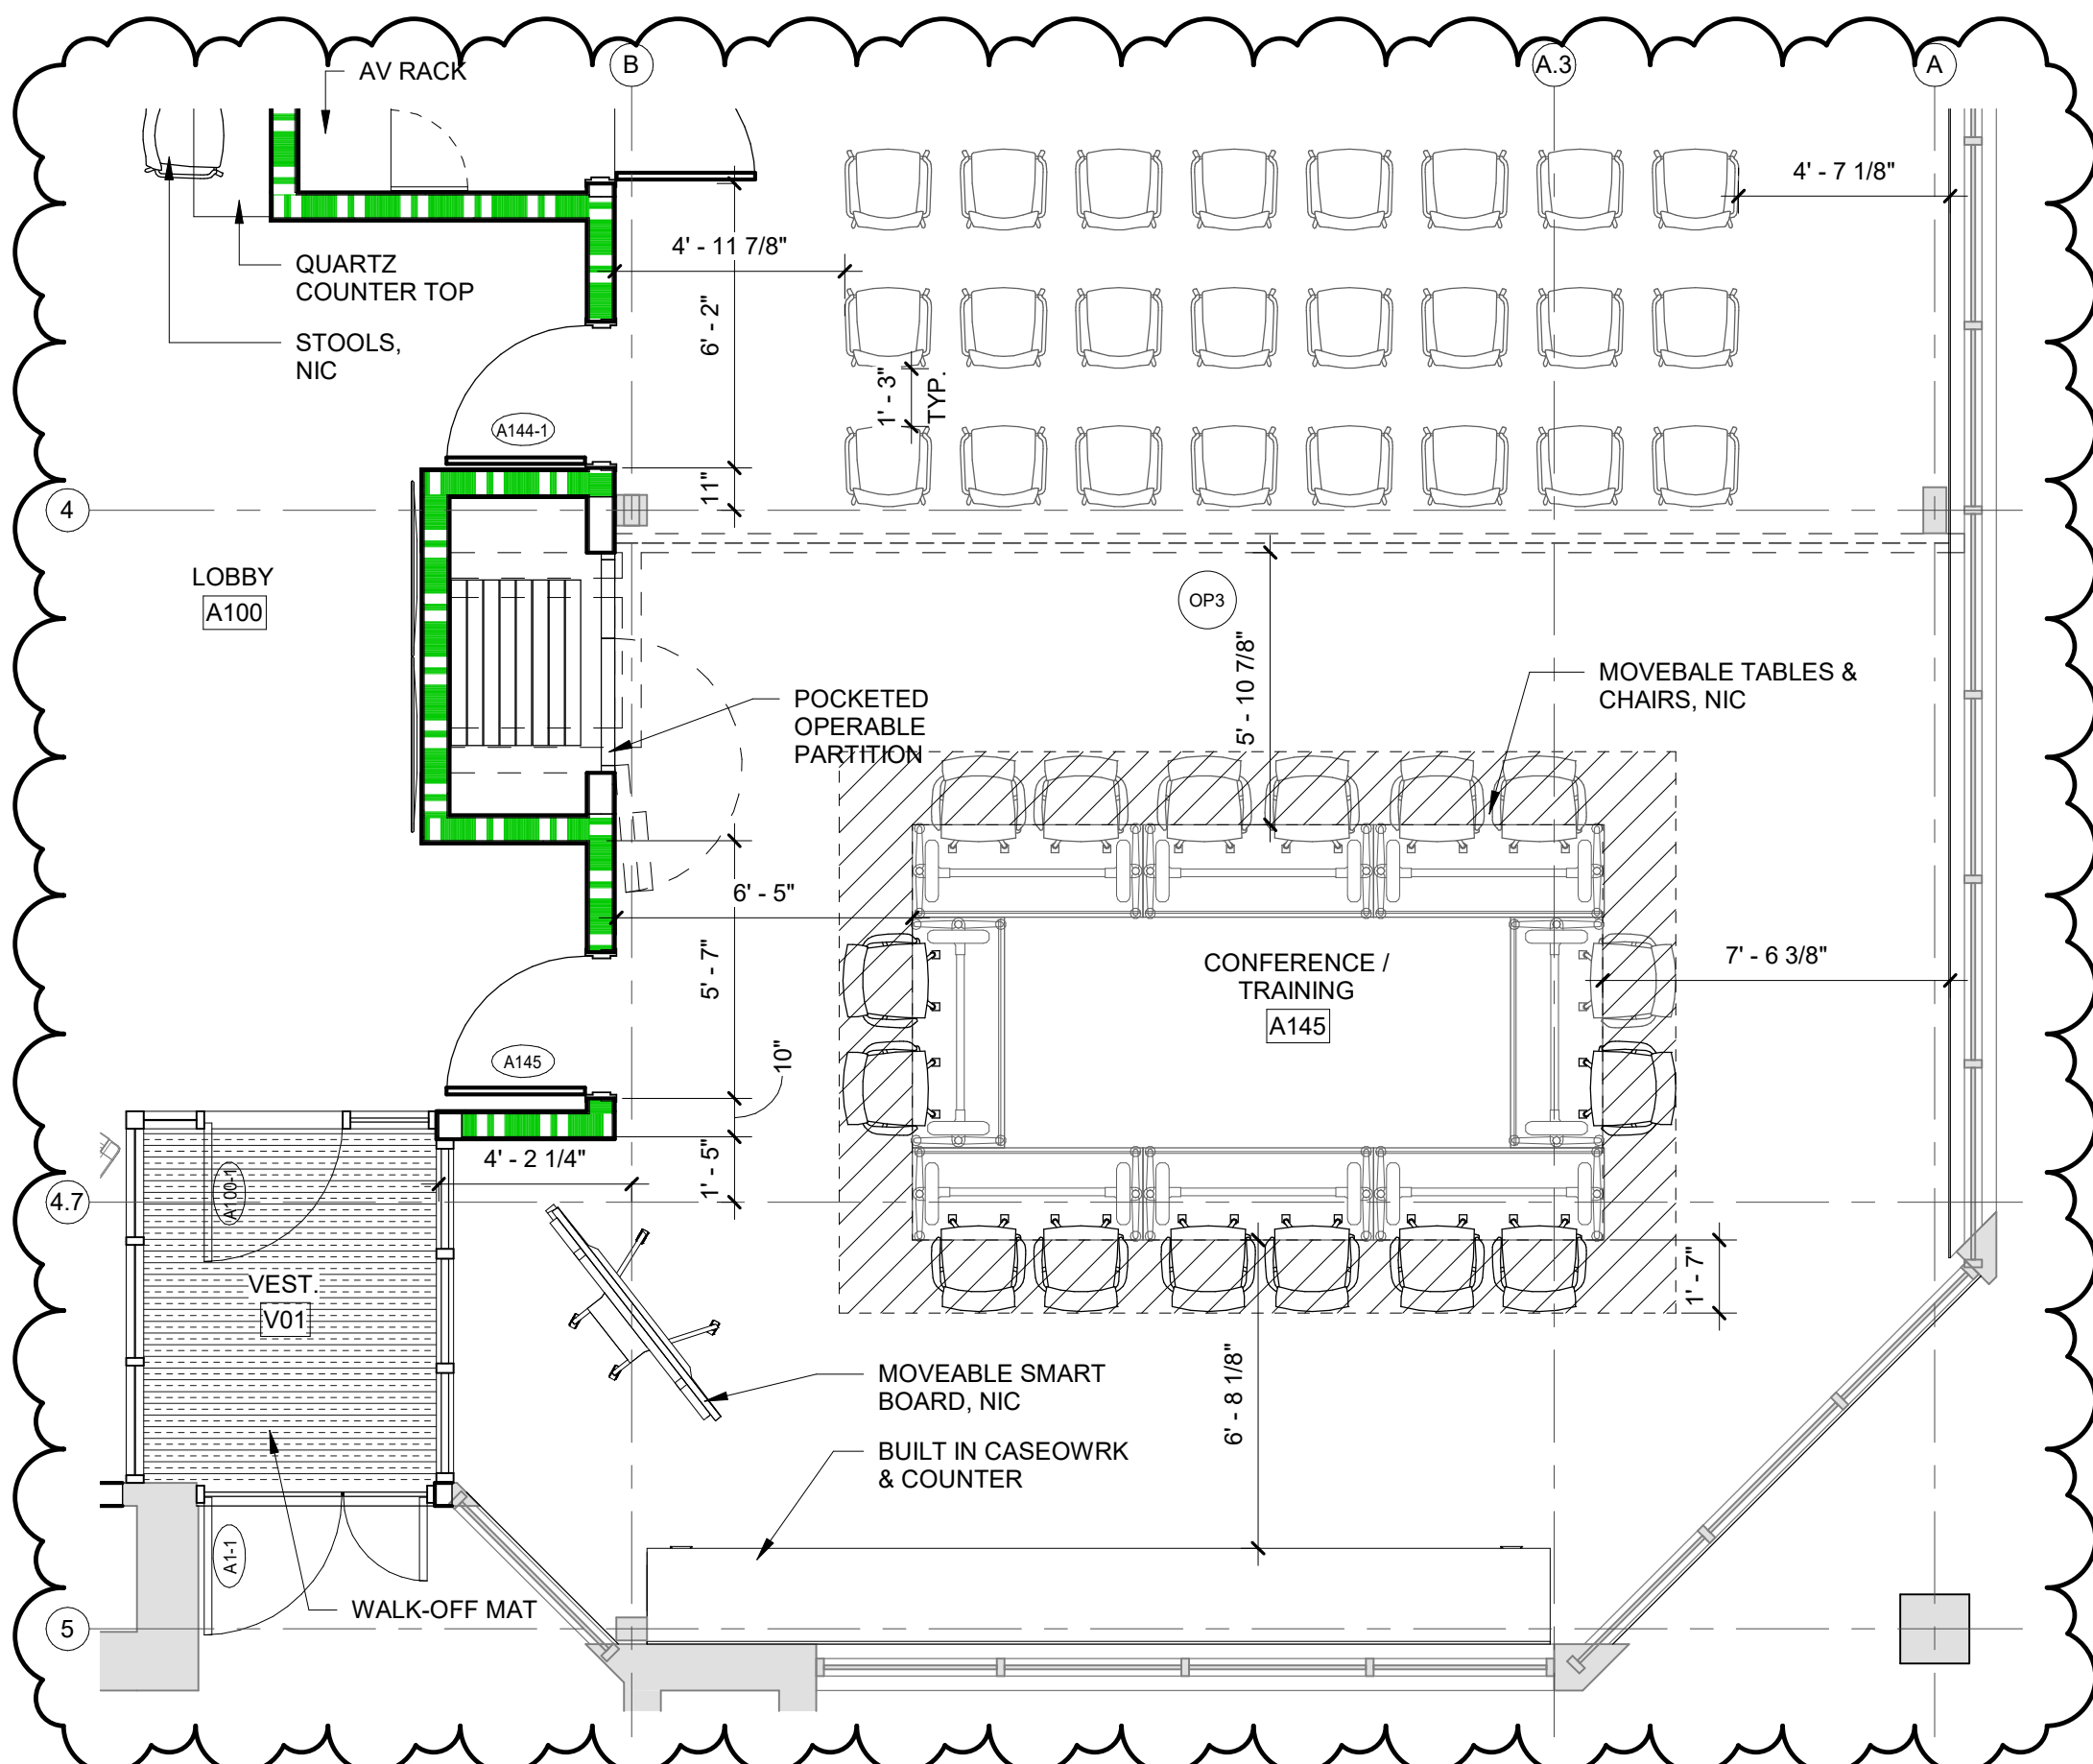 AV RACK
B
A.3
A
4' - 7 1/8"
4' - 11 7/8"
QUARTZ
COUNTER TOP
6' - 2"
STOOLS,
NIC
1' - 3"
TYP.
A144-1
11"
4
LOBBY
A100
OP3
5' - 10 7/8"
MOVEBALE TABLES &
CHAIRS, NIC
POCKETED
OPERABLE
PARTITION
6' - 5"
5' - 7"
CONFERENCE /
TRAINING
A145
7' - 6 3/8"
10"
A145
4' - 2 1/4"
1' - 5"
A100-1
4.7
VEST.
V01
1' - 7"
6' - 8 1/8"
MOVEABLE SMART
BOARD, NIC
BUILT IN CASEOWRK
& COUNTER
A1-1
WALK-OFF MAT
5